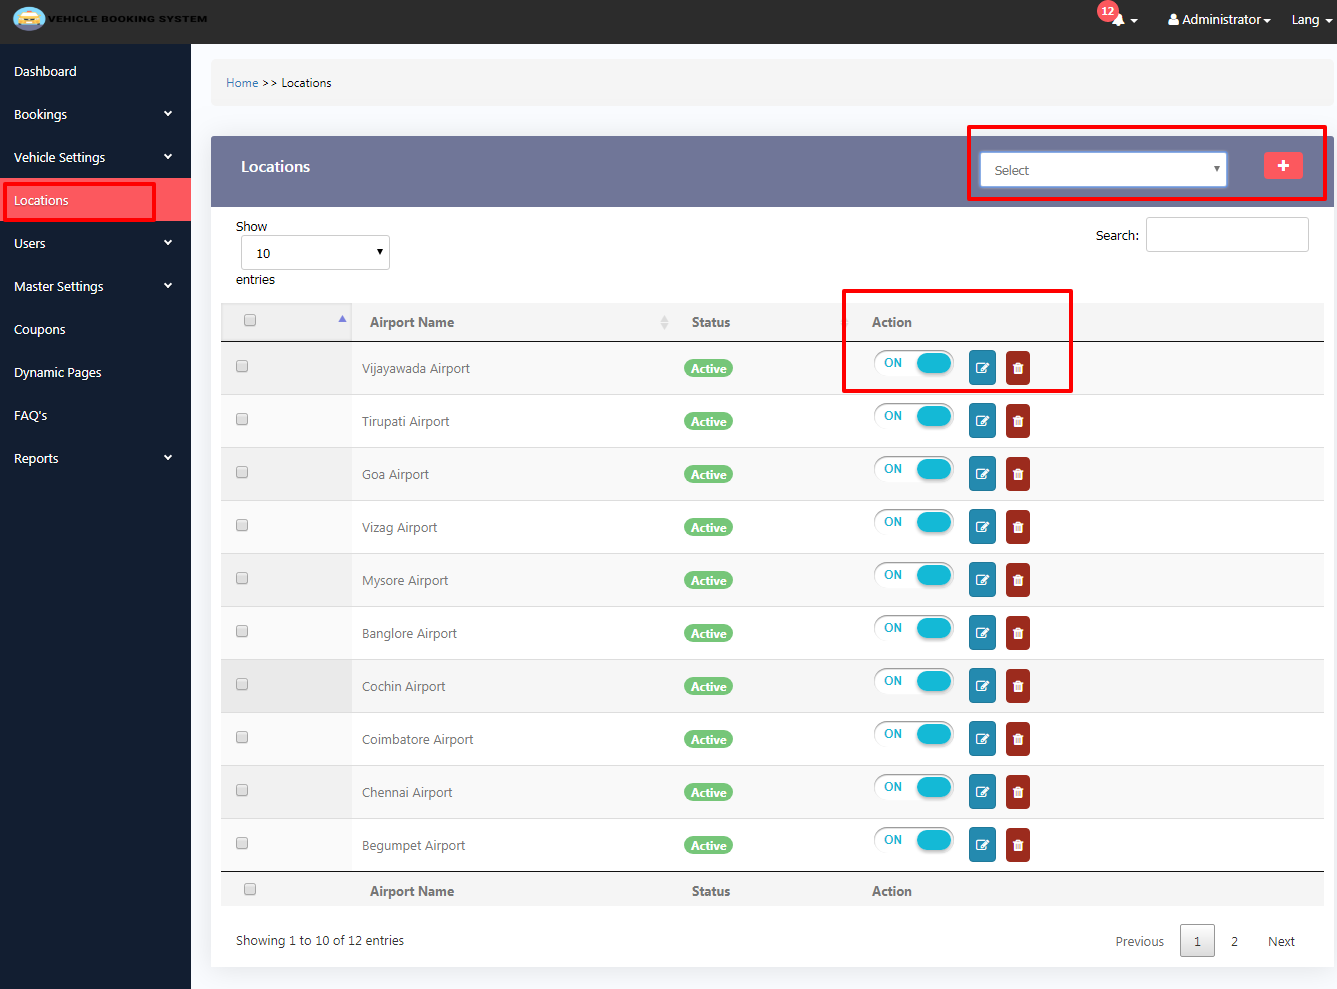 VEHICLE BOOKING SYSTEM
12
Administrator
Lang
Dashboard
Bookings
Vehicle Settings
Locations
Users
Master Settings
Coupons
Dynamic Pages
FAQ's
Reports
Home >> Locations
Locations
Select
+
Show
10
entries
Search:
Airport Name Status Action
Vijayawada Airport Active ON
Tirupati Airport Active ON
Goa Airport Active ON
Vizag Airport Active ON
Mysore Airport Active ON
Banglore Airport Active ON
Cochin Airport Active ON
Coimbatore Airport Active ON
Chennai Airport Active ON
Begumpet Airport Active ON
Airport Name Status Action
Showing 1 to 10 of 12 entries
Previous 1 2 Next